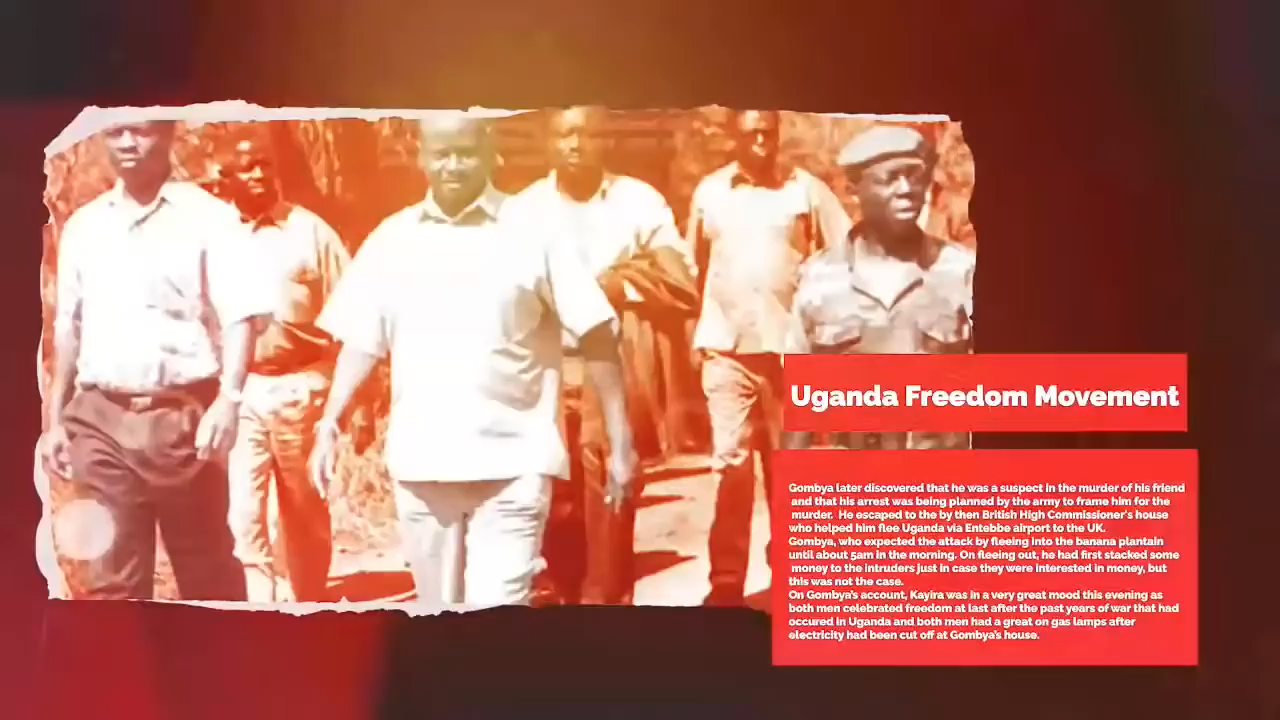 Uganda Freedom Movement
Gombya later discovered that he was a suspect in the murder of his friend
and that his arrest was being planned by the army to frame him for the
murder. He escaped to the by then British High Commissioner's house
who helped him flee Uganda via Entebbe airport to the UK.
Gombya, who expected the attack by fleeing into the banana plantain
until about 5am in the morning. On fleeing out, he had first stacked some
money to the intruders just in case they were interested in money, but
this was not the case.
On Gombya's account, Kayira was in a very great mood this evening as
both men celebrated freedom at last after the past years of war that had
occured in Uganda and both men had a great on gas lamps after
electricity had been cut off at Gombya's house.